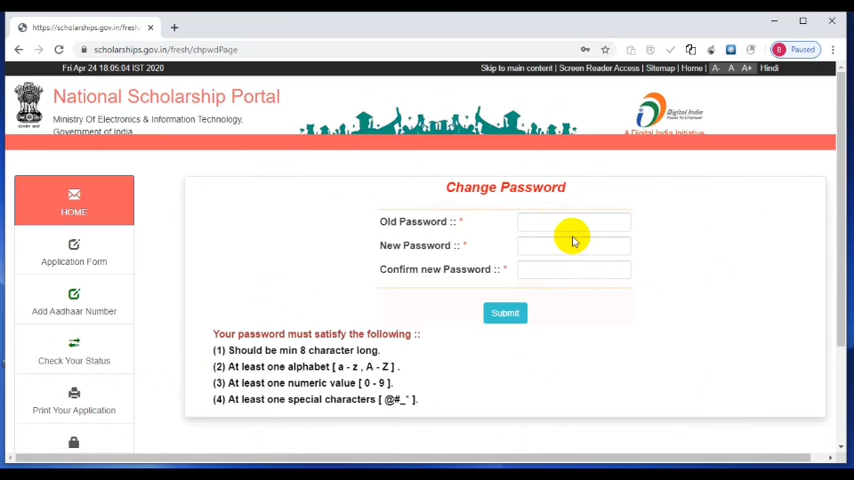 https://scholarships.gov.in/fresh
scholarships.gov.in/fresh/chpwdPage
B Paused
Fri Apr 24 18:05:04 IST 2020
Skip to main content | Screen Reader Access | Sitemap | Home | A- A A+ Hindi
National Scholarship Portal
Ministry Of Electronics & Information Technology,
Government of India
Digital India
Power To Empower
A Digital India Initiative
HOME
Application Form
Add Aadhaar Number
Check Your Status
Print Your Application
Change Password
Old Password :: *
New Password :: *
Confirm new Password :: *
Submit
Your password must satisfy the following ::
(1) Should be min 8 character long.
(2) At least one alphabet [ a - z , A - Z ] .
(3) At least one numeric value [ 0 - 9 ].
(4) At least one special characters [ @#_* ].